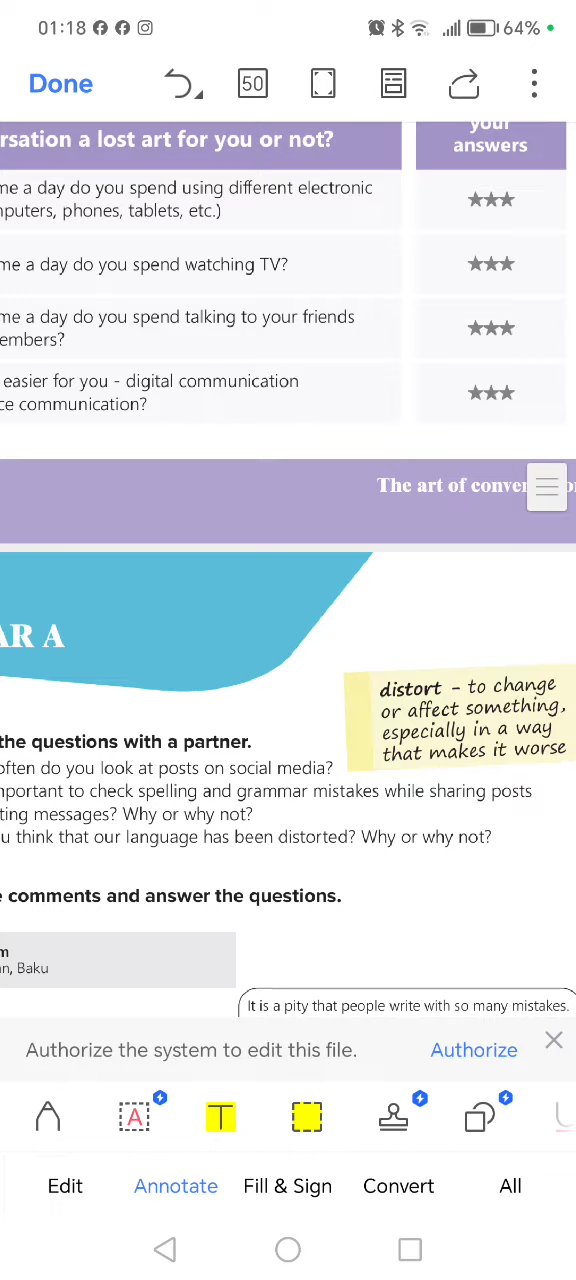 01:18
64%
Done
50
rsation a lost art for you or not?
your
answers
me a day do you spend using different electronic
nputers, phones, tablets, etc.)
★★★
me a day do you spend watching TV?
★★★
me a day do you spend talking to your friends
embers?
★★★
easier for you - digital communication
ce communication?
★★★
The art of conver
AR A
distort - to change
or affect something,
especially in a way
that makes it worse
the questions with a partner.
often do you look at posts on social media?
nportant to check spelling and grammar mistakes while sharing posts
ting messages? Why or why not?
u think that our language has been distorted? Why or why not?
e comments and answer the questions.
m
n, Baku
It is a pity that people write with so many mistakes.
Authorize the system to edit this file.
Authorize
A
T
Edit
Annotate
Fill & Sign
Convert
All